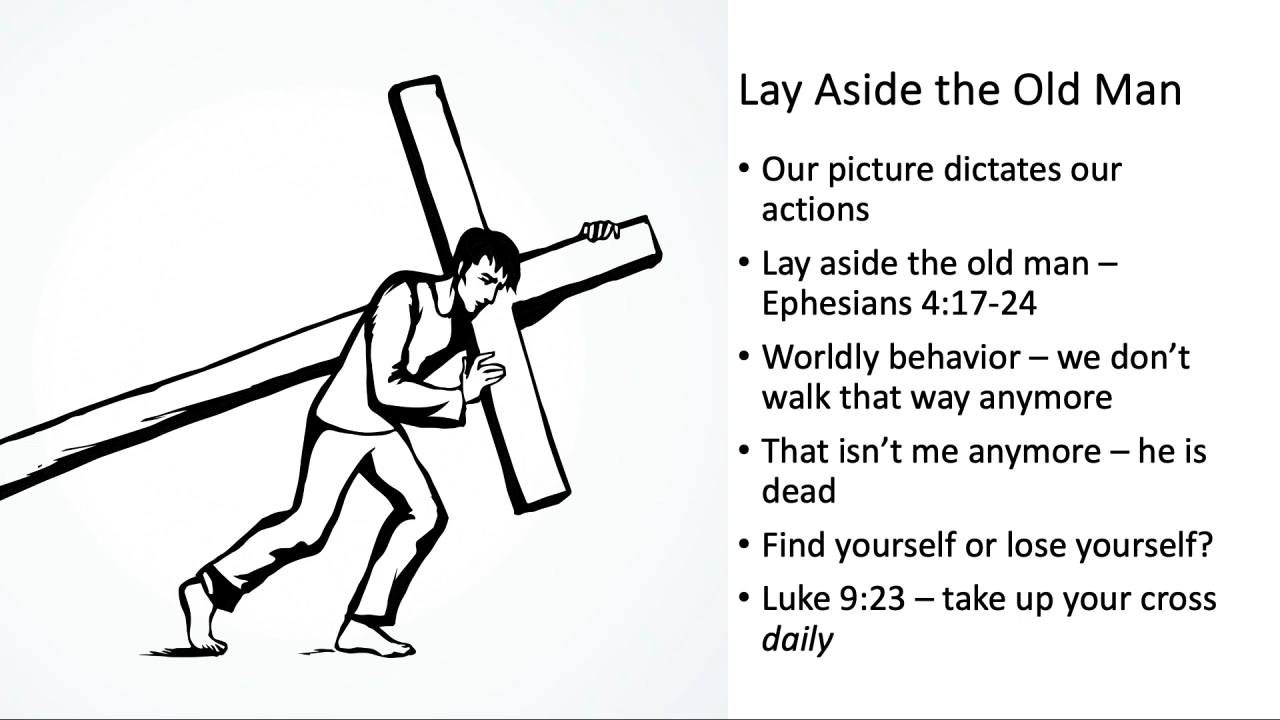 Lay Aside the Old Man
• Our picture dictates our
actions
• Lay aside the old man –
Ephesians 4:17-24
• Worldly behavior – we don’t
walk that way anymore
• That isn’t me anymore – he is
dead
• Find yourself or lose yourself?
• Luke 9:23 – take up your cross
daily